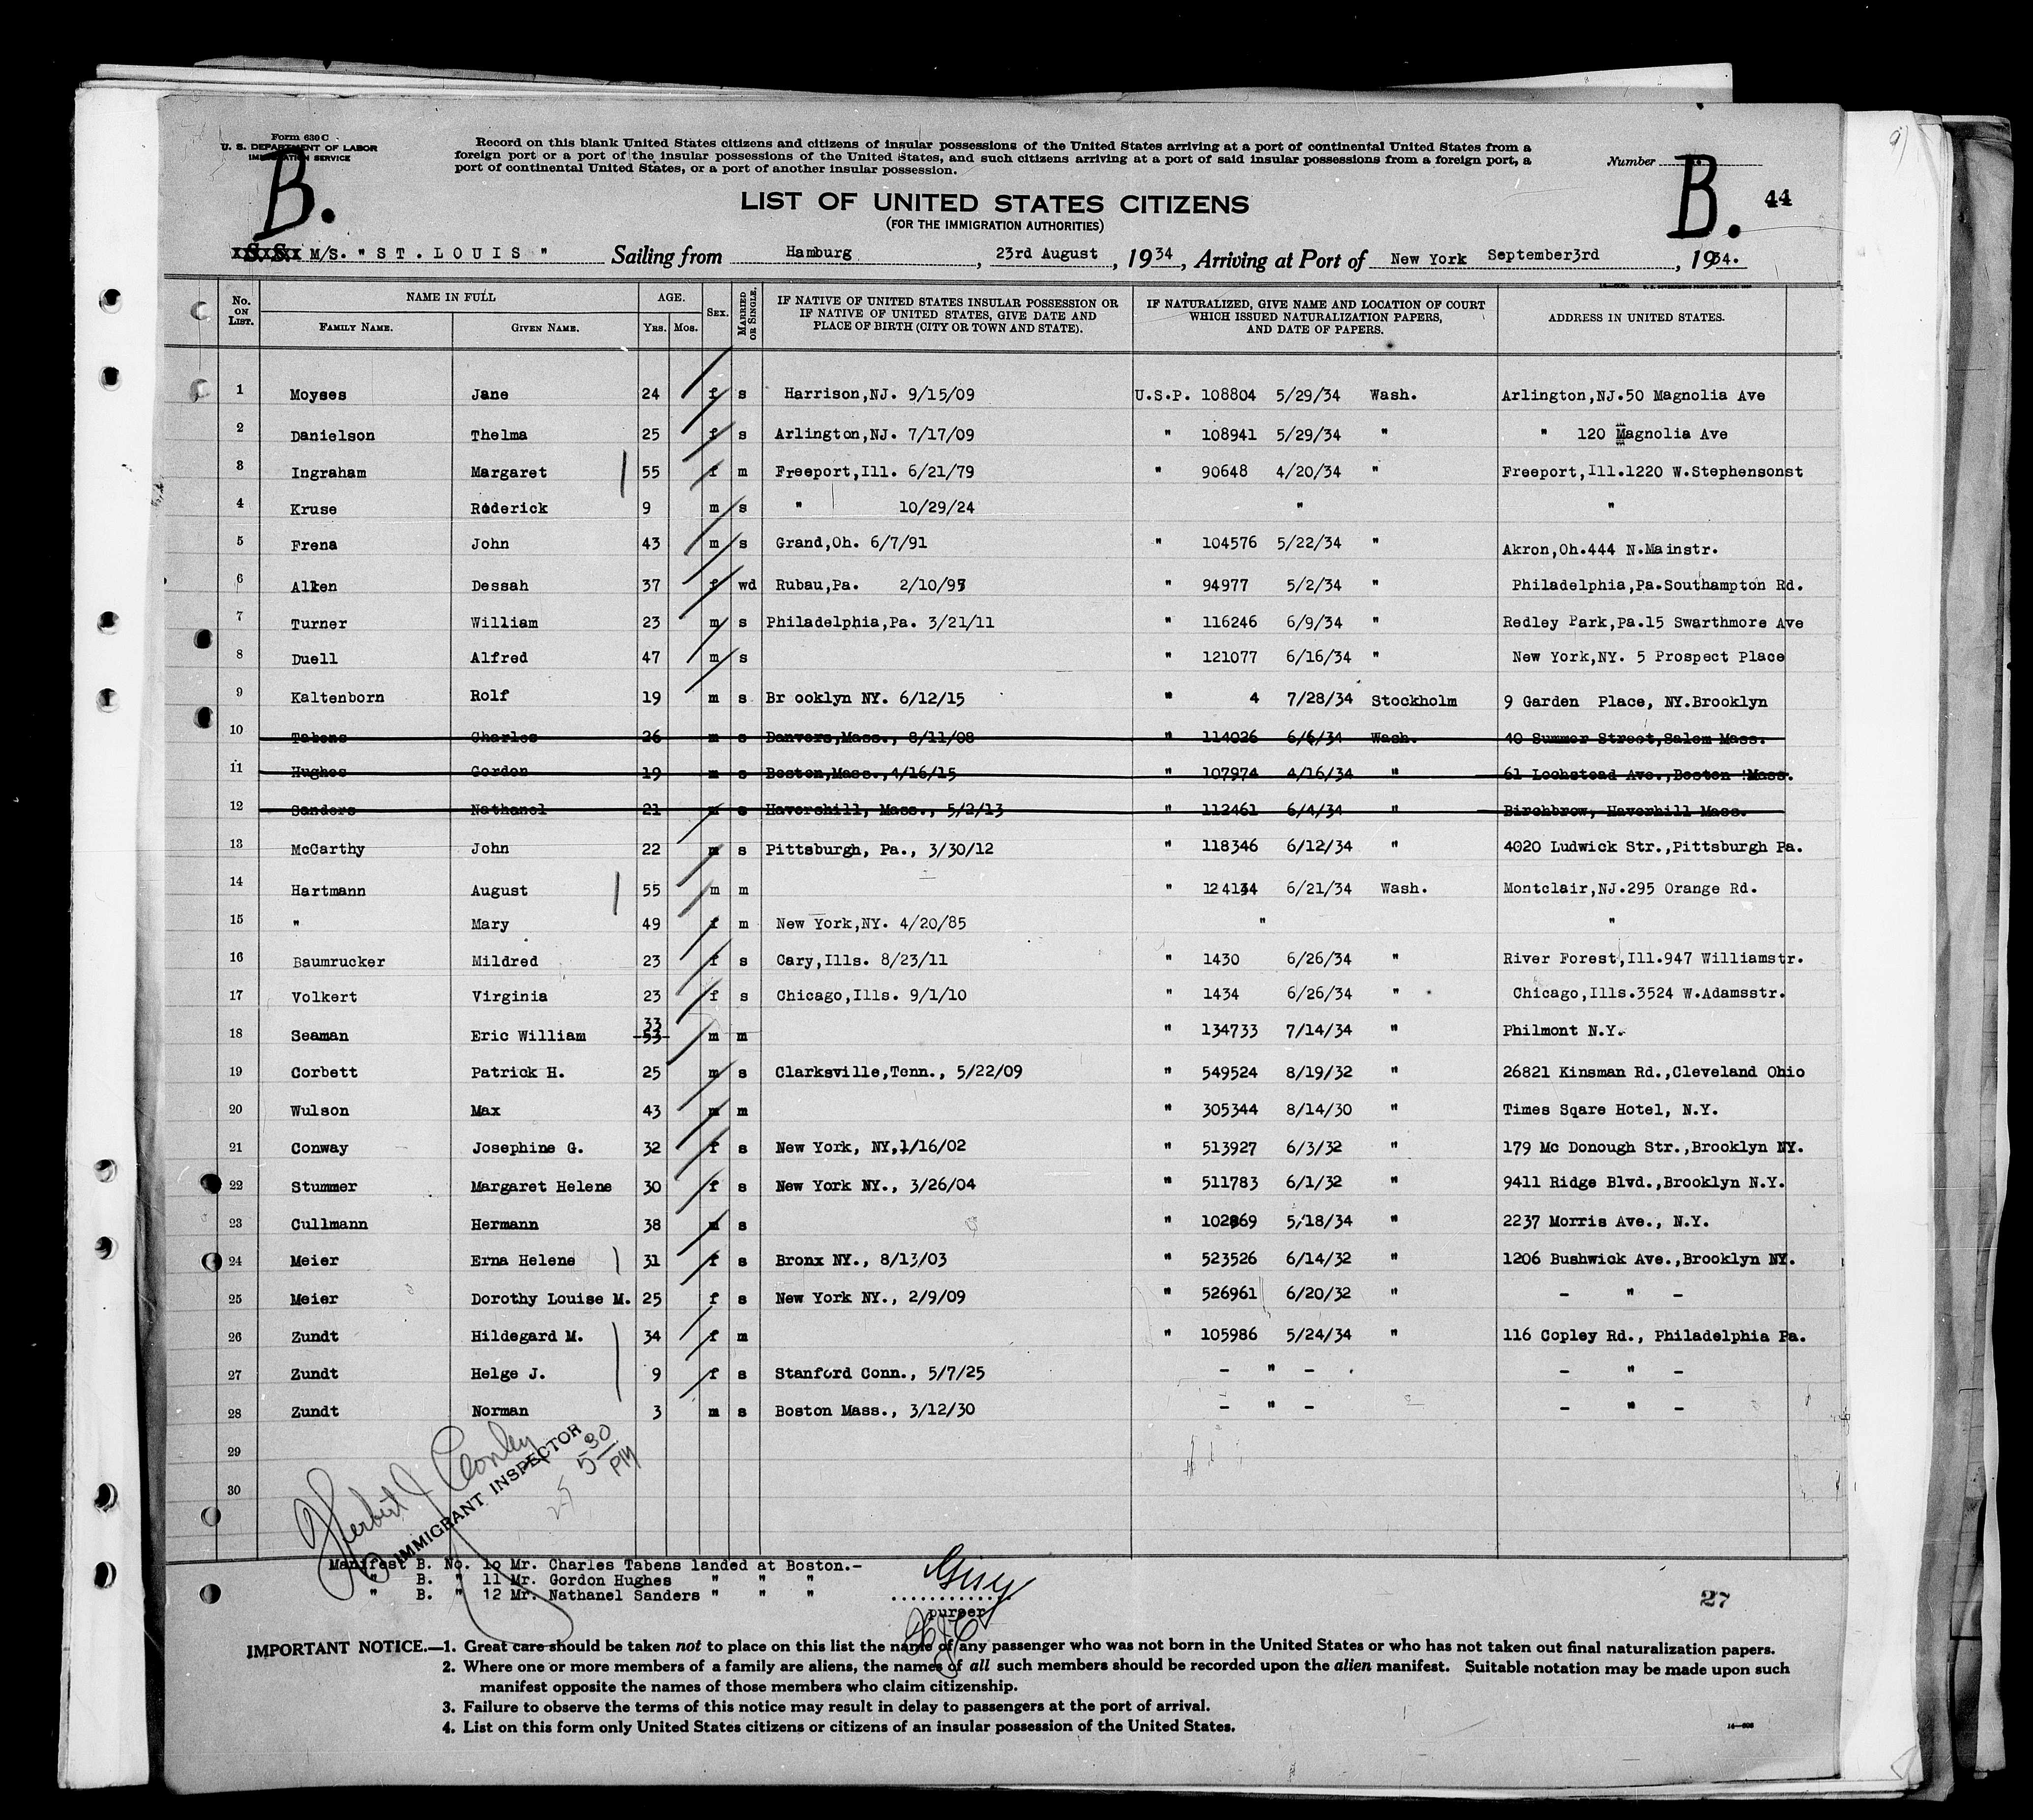 Form 630 C
U. S. DEPARTMENT OF LABOR
IMMIGRATION SERVICE
B.
Record on this blank United States citizens and citizens of insular possessions of the United States arriving at a port of continental United States from a
foreign port or a port of the insular possessions of the United States, and such citizens arriving at a port of said insular possessions from a foreign port, a
port of continental United States, or a port of another insular possession.
Number
B. 44
LIST OF UNITED STATES CITIZENS
(FOR THE IMMIGRATION AUTHORITIES)
S.S. M/S. "ST.LOUIS" Sailing from Hamburg, 23rd August, 1934, Arriving at Port of New York September3rd, 1934.
No. ON LIST. NAME IN FULL FAMILY NAME. GIVEN NAME. AGE. Yrs. Mos. SEX. MARRIED OR SINGLE. IF NATIVE OF UNITED STATES INSULAR POSSESSION OR IF NATIVE OF UNITED STATES, GIVE DATE AND PLACE OF BIRTH (CITY OR TOWN AND STATE). IF NATURALIZED, GIVE NAME AND LOCATION OF COURT WHICH ISSUED NATURALIZATION PAPERS, AND DATE OF PAPERS. ADDRESS IN UNITED STATES.
1 Moyses Jane 24 f s Harrison,NJ. 9/15/09 U.S.P. 108804 5/29/34 Wash. Arlington,NJ.50 Magnolia Ave
2 Danielson Thelma 25 f s Arlington,NJ. 7/17/09 " 108941 5/29/34 " " 120 Magnolia Ave
3 Ingraham Margaret 55 f m Freeport,Ill. 6/21/79 " 90648 4/20/34 " Freeport,Ill.1220 W.Stephensonst
4 Kruse Roderick 9 m s " 10/29/24 " "
5 Frena John 43 m s Grand,Oh. 6/7/91 " 104576 5/22/34 " Akron,Oh.444 N.Mainstr.
6 Alken Dessah 37 f wd Rubau,Pa. 2/10/97 " 94977 5/2/34 " Philadelphia,Pa.Southampton Rd.
7 Turner William 23 m s Philadelphia,Pa. 3/21/11 " 116246 6/9/34 " Redley Park,Pa.15 Swarthmore Ave
8 Duell Alfred 47 m s " 121077 6/16/34 " New York,NY. 5 Prospect Place
9 Kaltenborn Rolf 19 m s Br ooklyn NY. 6/12/15 " 4 7/28/34 Stockholm 9 Garden Place, NY.Brooklyn
10 Tabens Charles 26 m s Danvers,Mass., 8/11/08 " 114026 6/6/34 Wash. 40 Summer Street,Salem Mass.
11 Hughes Gordon 19 m s Boston,Mass.,4/16/15 " 107974 4/16/34 " 61 Lochstead Ave.,Boston !Mass.
12 Sanders Nathanel 21 m s Havershill, Mass., 5/2/13 " 112461 6/4/34 " Birchbrow, Haverhill Mass.
13 McCarthy John 22 m s Pittsburgh, Pa., 3/30/12 " 118346 6/12/34 " 4020 Ludwick Str.,Pittsburgh Pa.
14 Hartmann August 55 m m " 124134 6/21/34 Wash. Montclair,NJ.295 Orange Rd.
15 " Mary 49 f m New York,NY. 4/20/85 " "
16 Baumrucker Mildred 23 f s Cary,Ills. 8/23/11 " 1430 6/26/34 " River Forest,Ill.947 Williamstr.
17 Volkert Virginia 23 f s Chicago,Ills. 9/1/10 " 1434 6/26/34 " Chicago,Ills.3524 W.Adamsstr.
18 Seaman Eric William 33 53 m m " 134733 7/14/34 " Philmont N.Y.
19 Corbett Patrick H. 25 m s Clarksville,Tenn., 5/22/09 " 549524 8/19/32 " 26821 Kinsman Rd.,Cleveland Ohio
20 Wulson Max 43 m m " 305344 8/14/30 " Times Sqare Hotel, N.Y.
21 Conway Josephine G. 32 f s New York, NY,1/16/02 " 513927 6/3/32 " 179 Mc Donough Str.,Brooklyn NY.
22 Stummer Margaret Helene 30 f s New York NY., 3/26/04 " 511783 6/1/32 " 9411 Ridge Blvd.,Brooklyn N.Y.
23 Cullmann Hermann 38 m s " 102869 5/18/34 " 2237 Morris Ave., N.Y.
24 Meier Erna Helene 31 f s Bronx NY., 8/13/03 " 523526 6/14/32 " 1206 Bushwick Ave.,Brooklyn NY.
25 Meier Dorothy Louise M. 25 f s New York NY., 2/9/09 " 526961 6/20/32 " - " -
26 Zundt Hildegard M. 34 f m " 105986 5/24/34 " 116 Copley Rd., Philadelphia Pa.
27 Zundt Helge J. 9 f s Stanford Conn., 5/7/25 - " - - " -
28 Zundt Norman 3 m s Boston Mass., 3/12/30 - " - - " -
29
30
Herbert J Conley
IMMIGRANT INSPECTOR
5 30 PM
Manifest B. No. 10 Mr. Charles Tabens landed at Boston.-
" B. " 11 Mr. Gordon Hughes " " "
" B. " 12 Mr. Nathanel Sanders " " "
purser
27
IMPORTANT NOTICE.—1. Great care should be taken not to place on this list the name of any passenger who was not born in the United States or who has not taken out final naturalization papers.
2. Where one or more members of a family are aliens, the names of all such members should be recorded upon the alien manifest. Suitable notation may be made upon such
manifest opposite the names of those members who claim citizenship.
3. Failure to observe the terms of this notice may result in delay to passengers at the port of arrival.
4. List on this form only United States citizens or citizens of an insular possession of the United States.